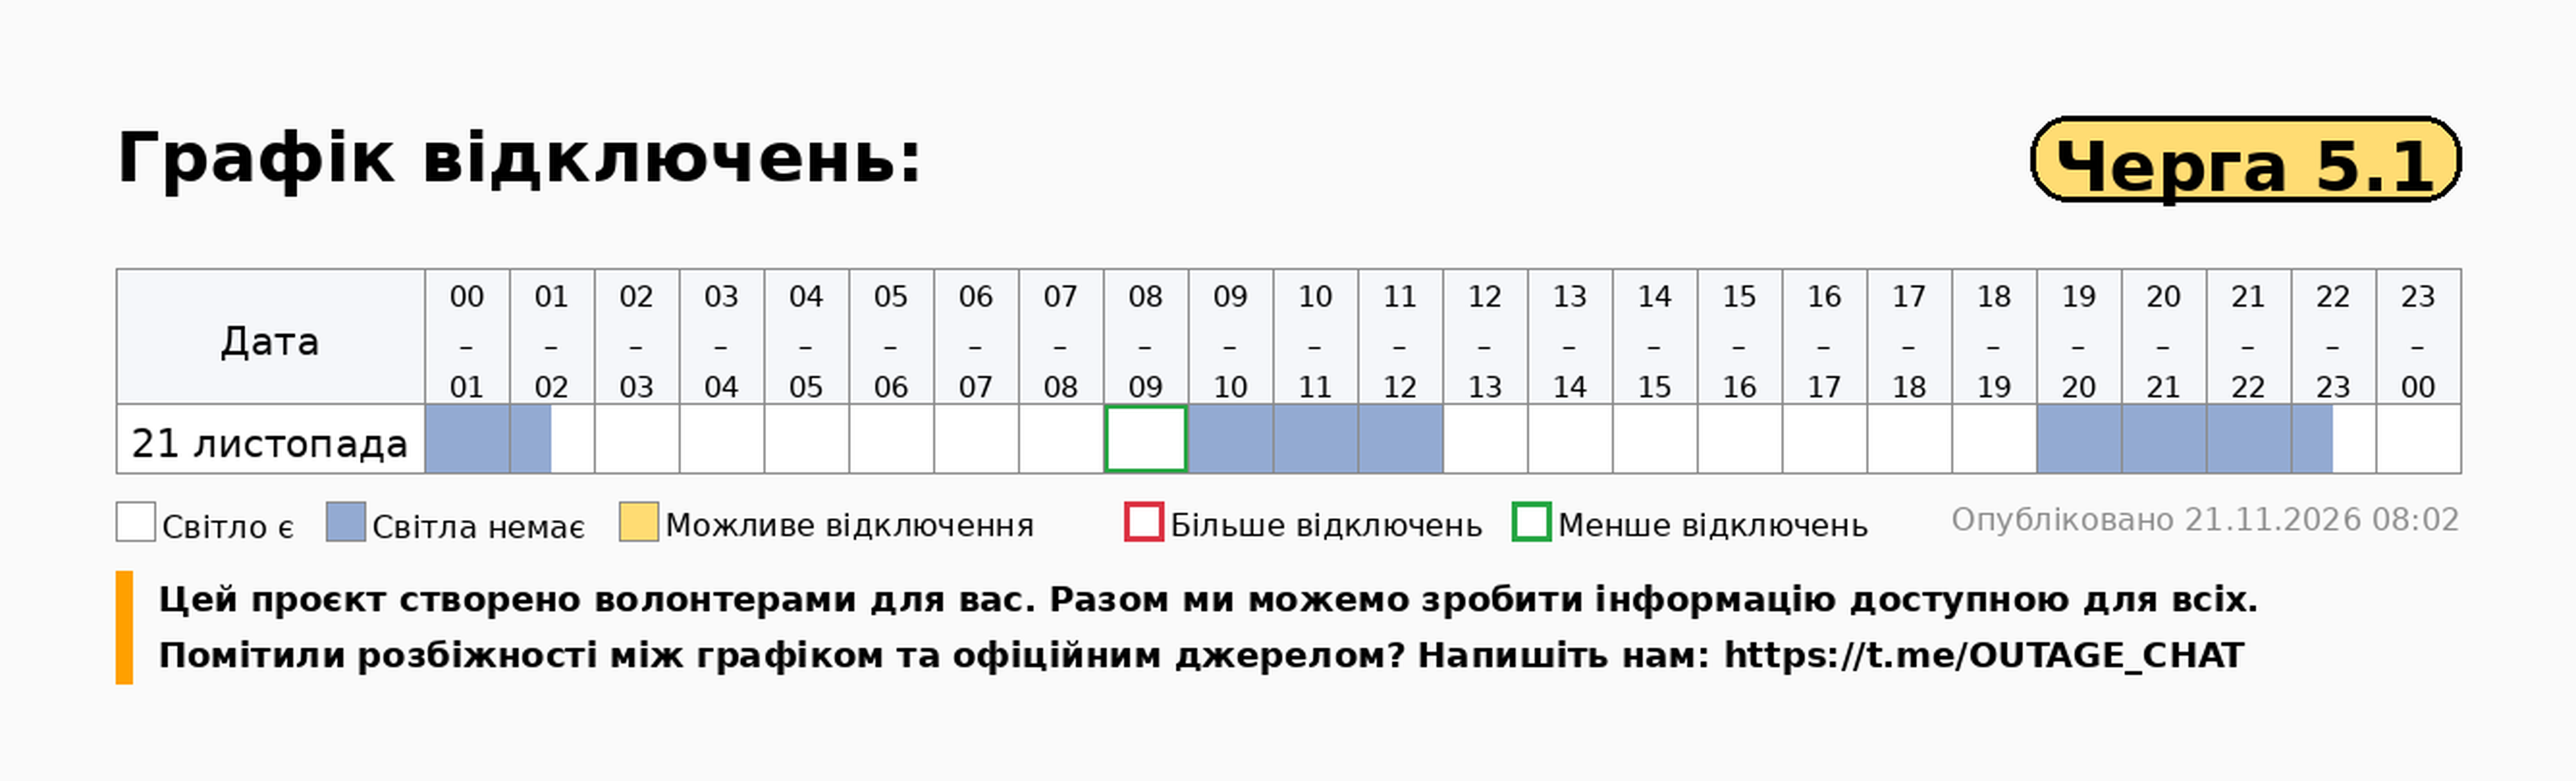 Графік відключень:
Черга 5.1
Дата 00 – 01 01 – 02 02 – 03 03 – 04 04 – 05 05 – 06 06 – 07 07 – 08 08 – 09 09 – 10 10 – 11 11 – 12 12 – 13 13 – 14 14 – 15 15 – 16 16 – 17 17 – 18 18 – 19 19 – 20 20 – 21 21 – 22 22 – 23 23 – 00
21 листопада
Світло є Світла немає Можливе відключення Більше відключень Менше відключень Опубліковано 21.11.2026 08:02
Цей проєкт створено волонтерами для вас. Разом ми можемо зробити інформацію доступною для всіх.
Помітили розбіжності між графіком та офіційним джерелом? Напишіть нам: https://t.me/OUTAGE_CHAT